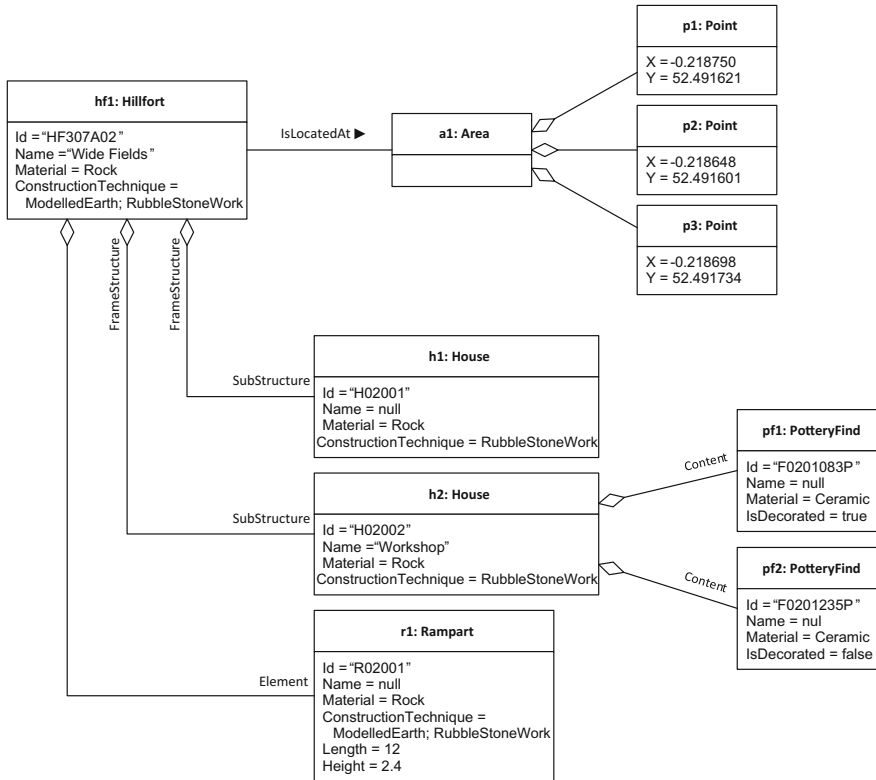 p1: Point
X = -0.218750
Y = 52.491621
hf1: Hillfort
Id = “HF307A02”
Name = “Wide Fields”
Material = Rock
ConstructionTechnique =
ModelledEarth; RubbleStoneWork
IsLocatedAt ►
a1: Area
p2: Point
X = -0.218648
Y = 52.491601
p3: Point
X = -0.218698
Y = 52.491734
FrameStructure
FrameStructure
h1: House
SubStructure
Id = “H02001”
Name = null
Material = Rock
ConstructionTechnique = RubbleStoneWork
h2: House
SubStructure
Id = “H02002”
Name = “Workshop”
Material = Rock
ConstructionTechnique = RubbleStoneWork
Content
pf1: PotteryFind
Id = “F0201083P”
Name = null
Material = Ceramic
IsDecorated = true
Content
pf2: PotteryFind
Id = “F0201235P”
Name = nul
Material = Ceramic
IsDecorated = false
r1: Rampart
Element
Id = “R02001”
Name = null
Material = Rock
ConstructionTechnique =
ModelledEarth; RubbleStoneWork
Length = 12
Height = 2.4